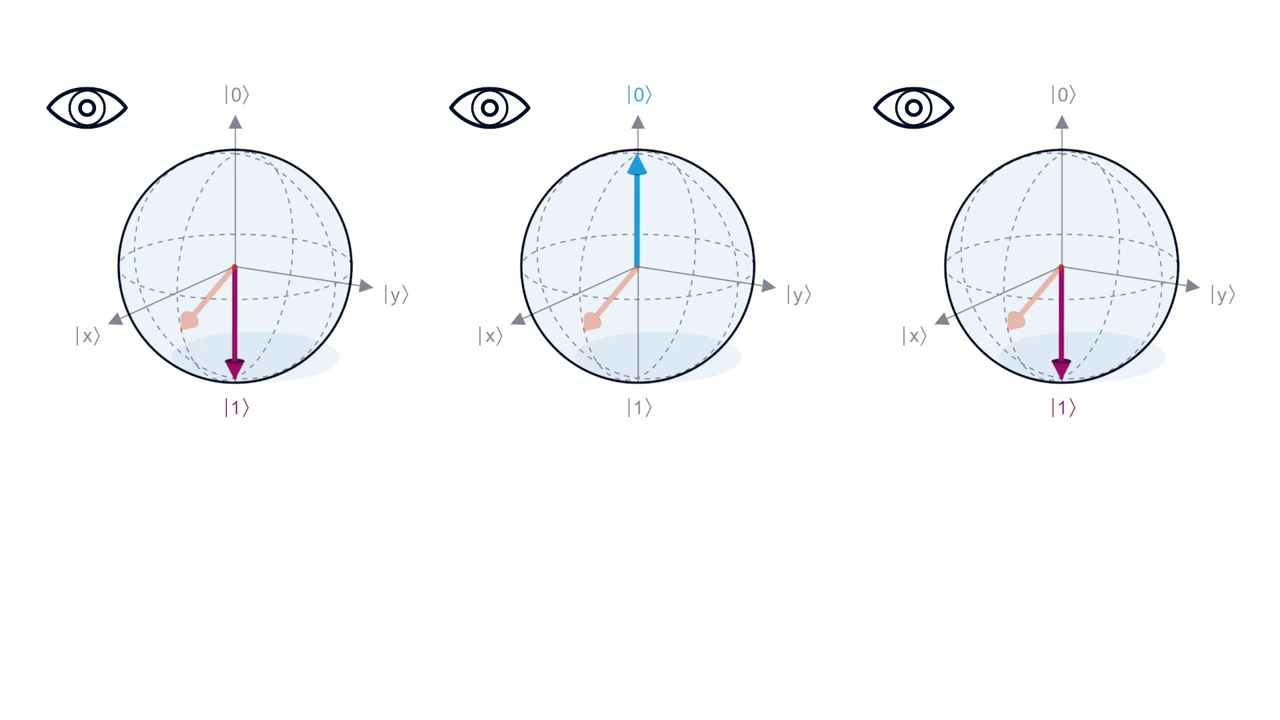 |0⟩ |0⟩ |0⟩
|y⟩ |y⟩ |y⟩
|x⟩ |x⟩ |x⟩
|1⟩ |1⟩ |1⟩